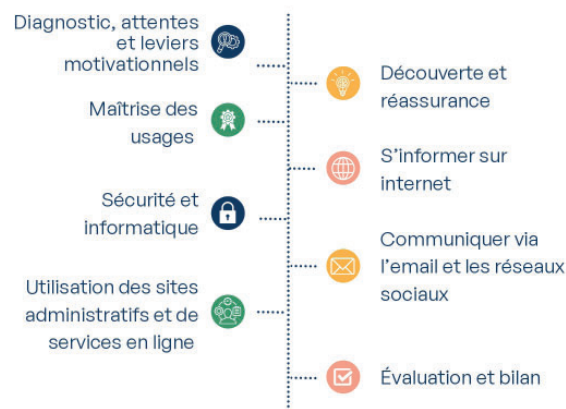 Diagnostic, attentes
et leviers
motivationnels
Découverte et
réassurance
Maîtrise des
usages
S’informer sur
internet
Sécurité et
informatique
Communiquer via
l’email et les réseaux
sociaux
Utilisation des sites
administratifs et de
services en ligne
Évaluation et bilan